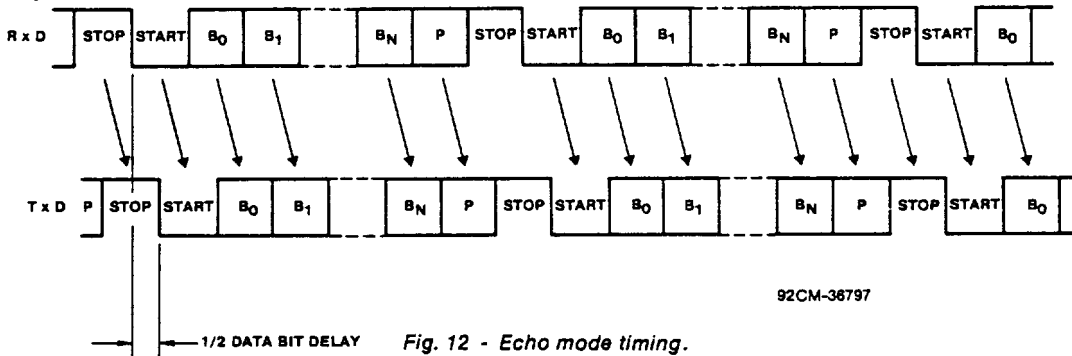 R x D STOP START B0 B1 BN P STOP START B0 B1 BN P STOP START B0
T x D P STOP START B0 B1 BN P STOP START B0 B1 BN P STOP START B0
92CM-36797
1/2 DATA BIT DELAY Fig. 12 - Echo mode timing.